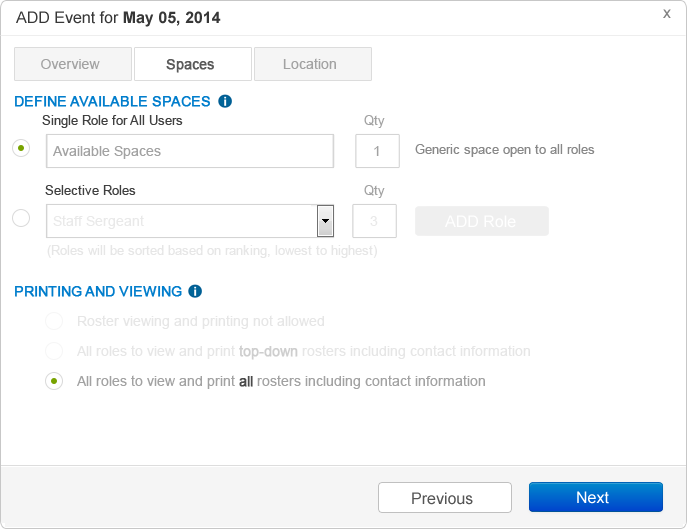 ADD Event for May 05, 2014 x
Overview Spaces Location
DEFINE AVAILABLE SPACES i
Single Role for All Users Qty
Available Spaces 1 Generic space open to all roles
Selective Roles Qty
Staff Sergeant 3 ADD Role
(Roles will be sorted based on ranking, lowest to highest)
PRINTING AND VIEWING i
Roster viewing and printing not allowed
All roles to view and print top-down rosters including contact information
All roles to view and print all rosters including contact information
Previous Next